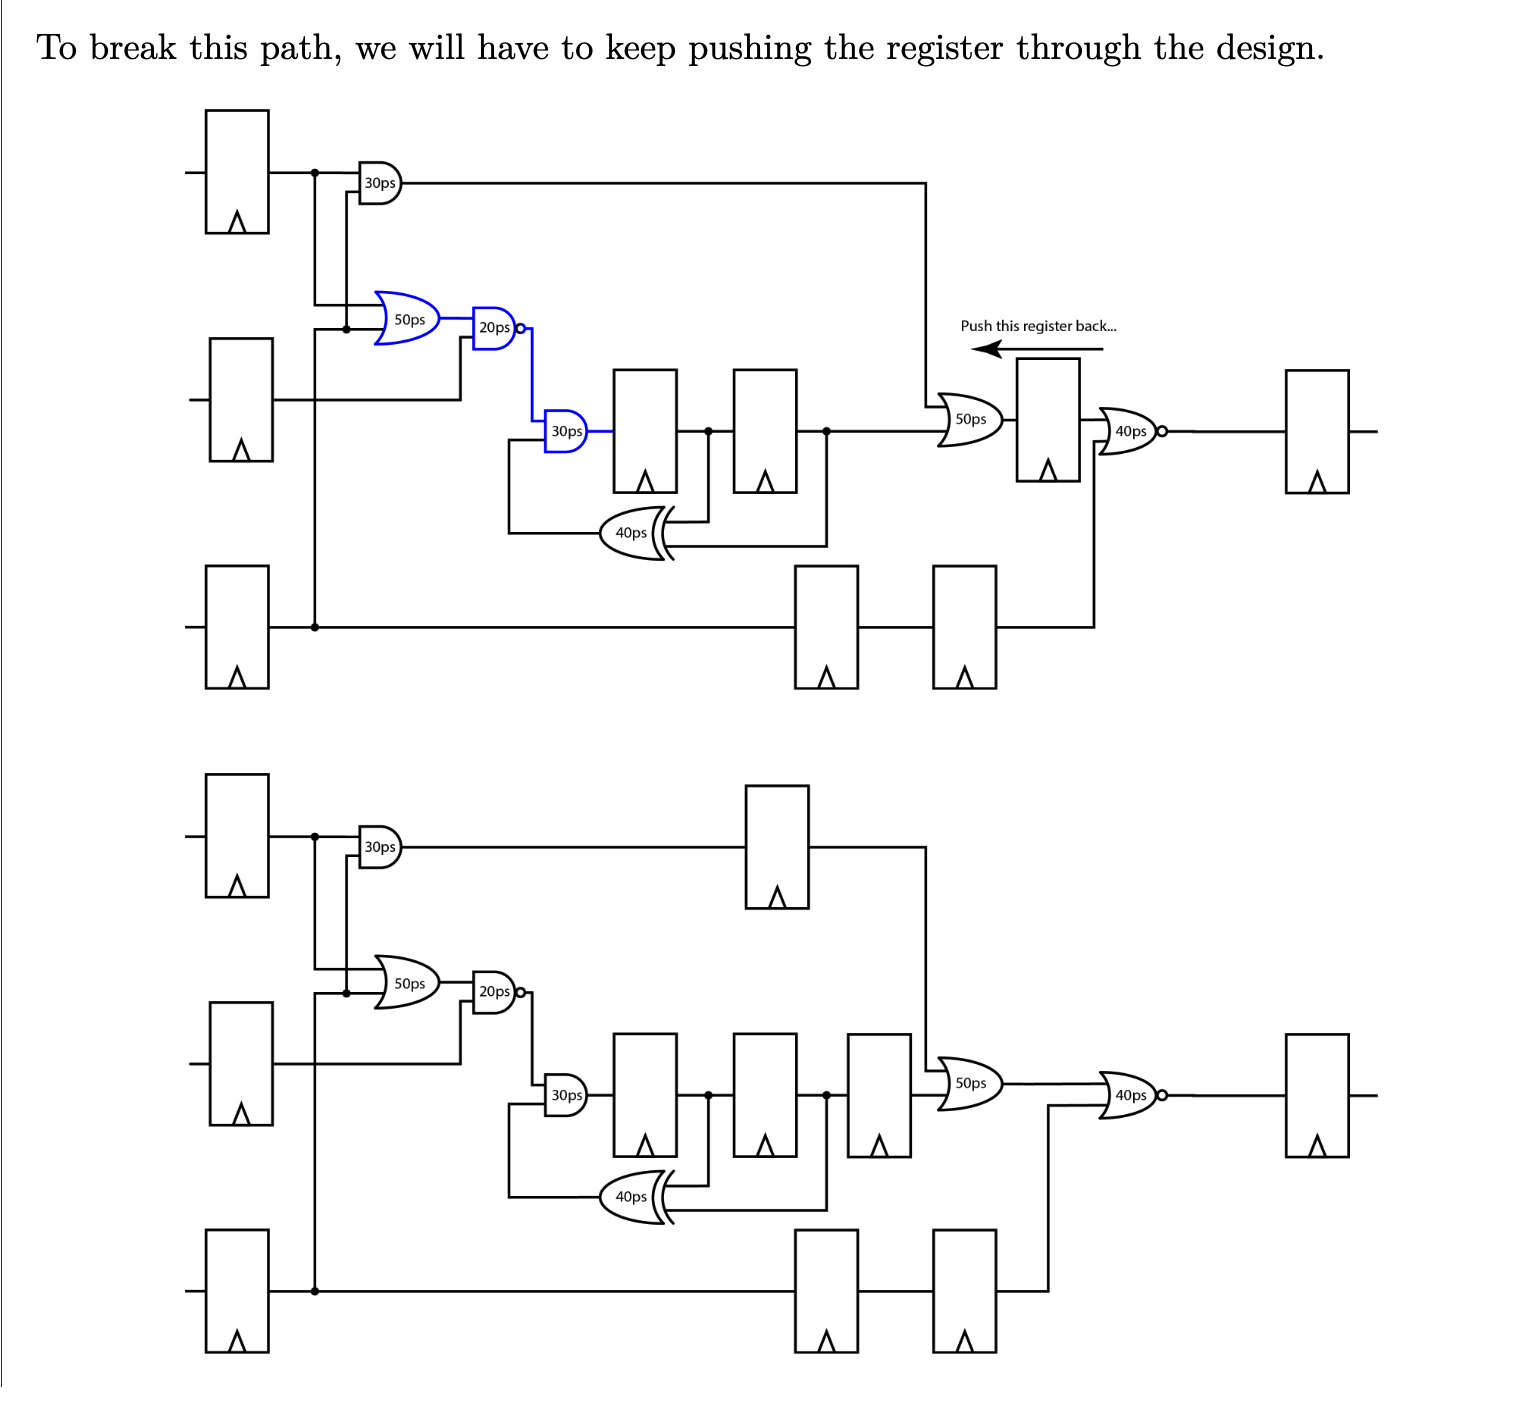 To break this path, we will have to keep pushing the register through the design.
30ps
50ps
20ps
Push this register back...
30ps
50ps
40ps
40ps
30ps
50ps
20ps
30ps
50ps
40ps
40ps